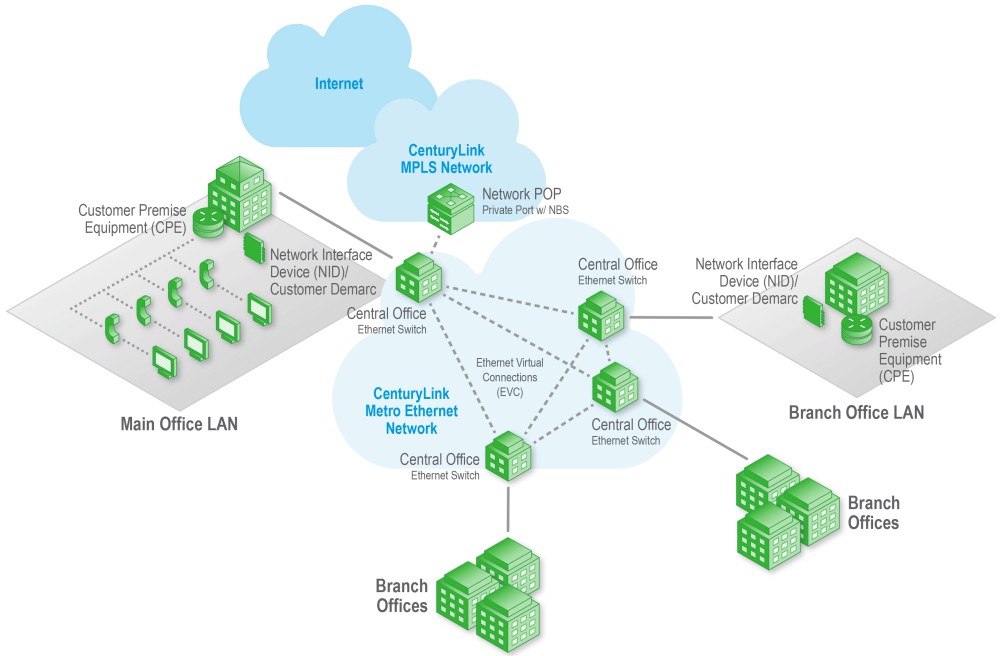 Internet
CenturyLink
MPLS Network
Network POP
Private Port w/ NBS
Customer Premise
Equipment (CPE)
Network Interface
Device (NID)/
Customer Demarc
Central Office
Ethernet Switch
Central Office
Ethernet Switch
Network Interface
Device (NID)/
Customer Demarc
Customer
Premise
Equipment
(CPE)
Ethernet Virtual
Connections
(EVC)
CenturyLink
Metro Ethernet
Network
Main Office LAN
Branch Office LAN
Central Office
Ethernet Switch
Central Office
Ethernet Switch
Branch
Offices
Branch
Offices